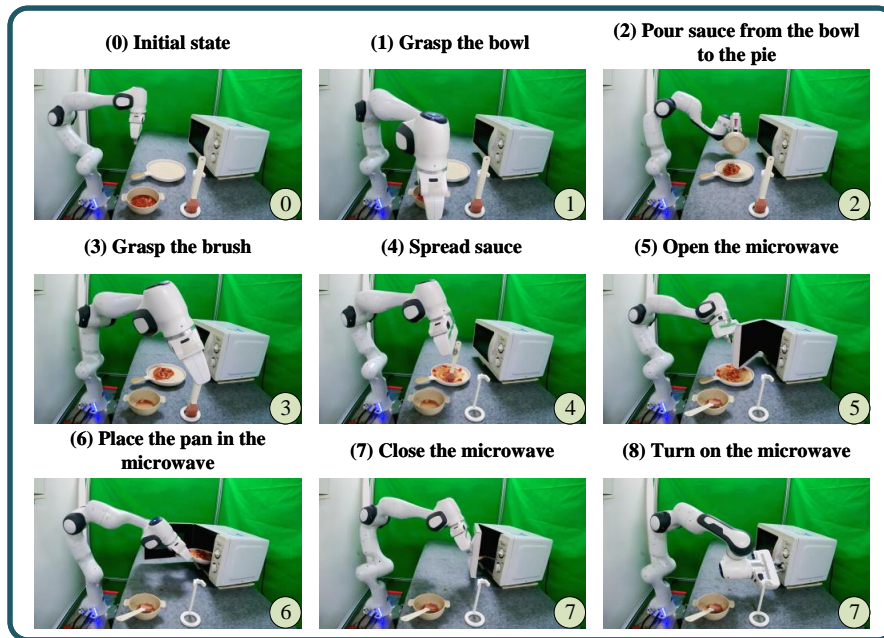 (0) Initial state
(1) Grasp the bowl
(2) Pour sauce from the bowl
to the pie
0
1
2
(3) Grasp the brush
(4) Spread sauce
(5) Open the microwave
3
4
5
(6) Place the pan in the
microwave
(7) Close the microwave
(8) Turn on the microwave
6
7
7